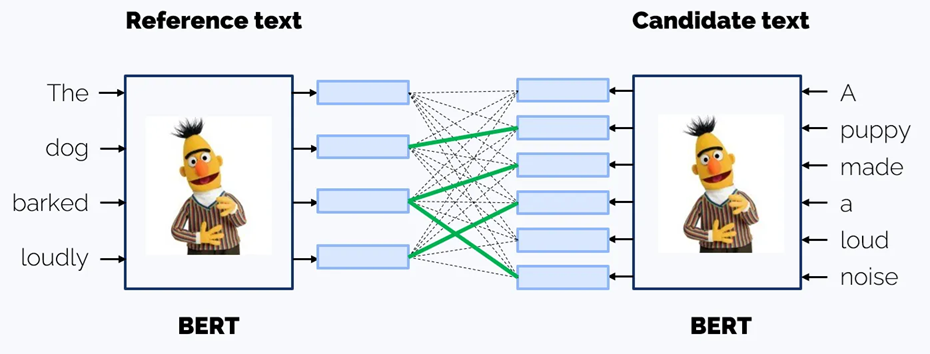 Reference text
Candidate text
The
dog
barked
loudly
A
puppy
made
a
loud
noise
BERT
BERT